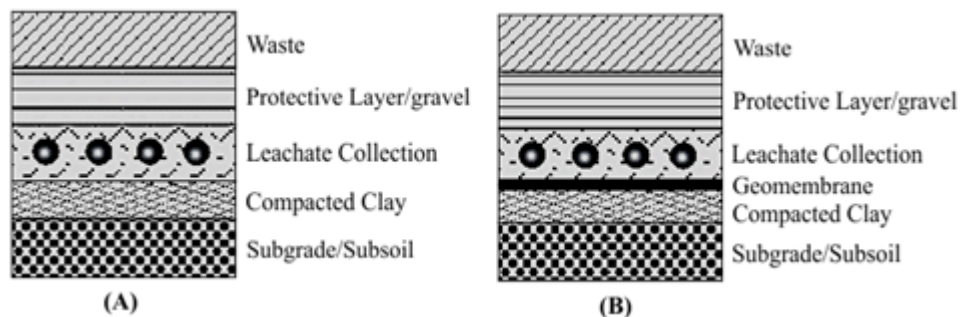 Waste
Protective Layer/gravel
Leachate Collection
Compacted Clay
Subgrade/Subsoil
(A)
Waste
Protective Layer/gravel
Leachate Collection
Geomembrane
Compacted Clay
Subgrade/Subsoil
(B)